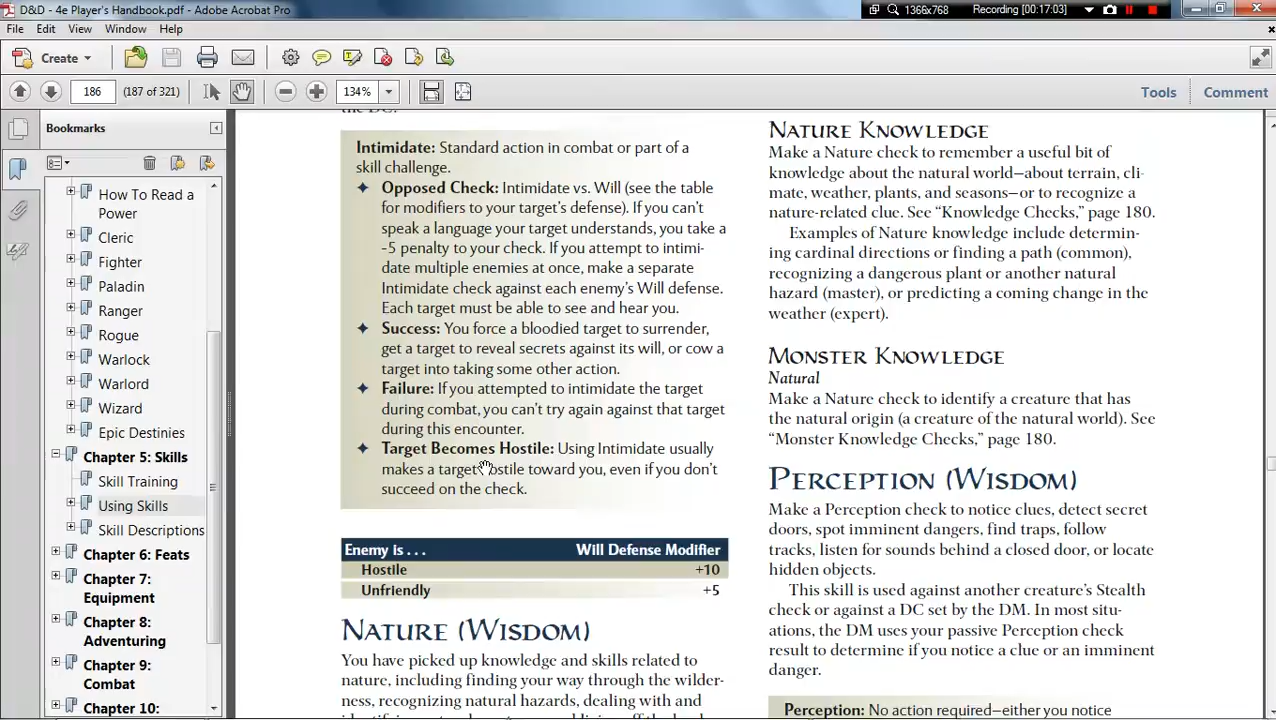 D&D - 4e Player's Handbook.pdf - Adobe Acrobat Pro
1366x768
Recording [00:17:03]
File Edit View Window Help
Create
186 (187 of 321)
134%
Tools Comment
Bookmarks
How To Read a
Power
Cleric
Fighter
Paladin
Ranger
Rogue
Warlock
Warlord
Wizard
Epic Destinies
Chapter 5: Skills
Skill Training
Using Skills
Skill Descriptions
Chapter 6: Feats
Chapter 7:
Equipment
Chapter 8:
Adventuring
Chapter 9:
Combat
Chapter 10:
the DC.
Intimidate: Standard action in combat or part of a
skill challenge.
✦ Opposed Check: Intimidate vs. Will (see the table
for modifiers to your target's defense). If you can't
speak a language your target understands, you take a
-5 penalty to your check. If you attempt to intimi-
date multiple enemies at once, make a separate
Intimidate check against each enemy's Will defense.
Each target must be able to see and hear you.
✦ Success: You force a bloodied target to surrender,
get a target to reveal secrets against its will, or cow a
target into taking some other action.
✦ Failure: If you attempted to intimidate the target
during combat, you can't try again against that target
during this encounter.
✦ Target Becomes Hostile: Using Intimidate usually
makes a target hostile toward you, even if you don't
succeed on the check.
Enemy is . . . Will Defense Modifier
Hostile +10
Unfriendly +5
Nature (Wisdom)
You have picked up knowledge and skills related to
nature, including finding your way through the wilder-
ness, recognizing natural hazards, dealing with and
Nature Knowledge
Make a Nature check to remember a useful bit of
knowledge about the natural world—about terrain, cli-
mate, weather, plants, and seasons—or to recognize a
nature-related clue. See “Knowledge Checks,” page 180.
Examples of Nature knowledge include determin-
ing cardinal directions or finding a path (common),
recognizing a dangerous plant or another natural
hazard (master), or predicting a coming change in the
weather (expert).
Monster Knowledge
Natural
Make a Nature check to identify a creature that has
the natural origin (a creature of the natural world). See
“Monster Knowledge Checks,” page 180.
Perception (Wisdom)
Make a Perception check to notice clues, detect secret
doors, spot imminent dangers, find traps, follow
tracks, listen for sounds behind a closed door, or locate
hidden objects.
This skill is used against another creature's Stealth
check or against a DC set by the DM. In most situ-
ations, the DM uses your passive Perception check
result to determine if you notice a clue or an imminent
danger.
Perception: No action required—either you notice